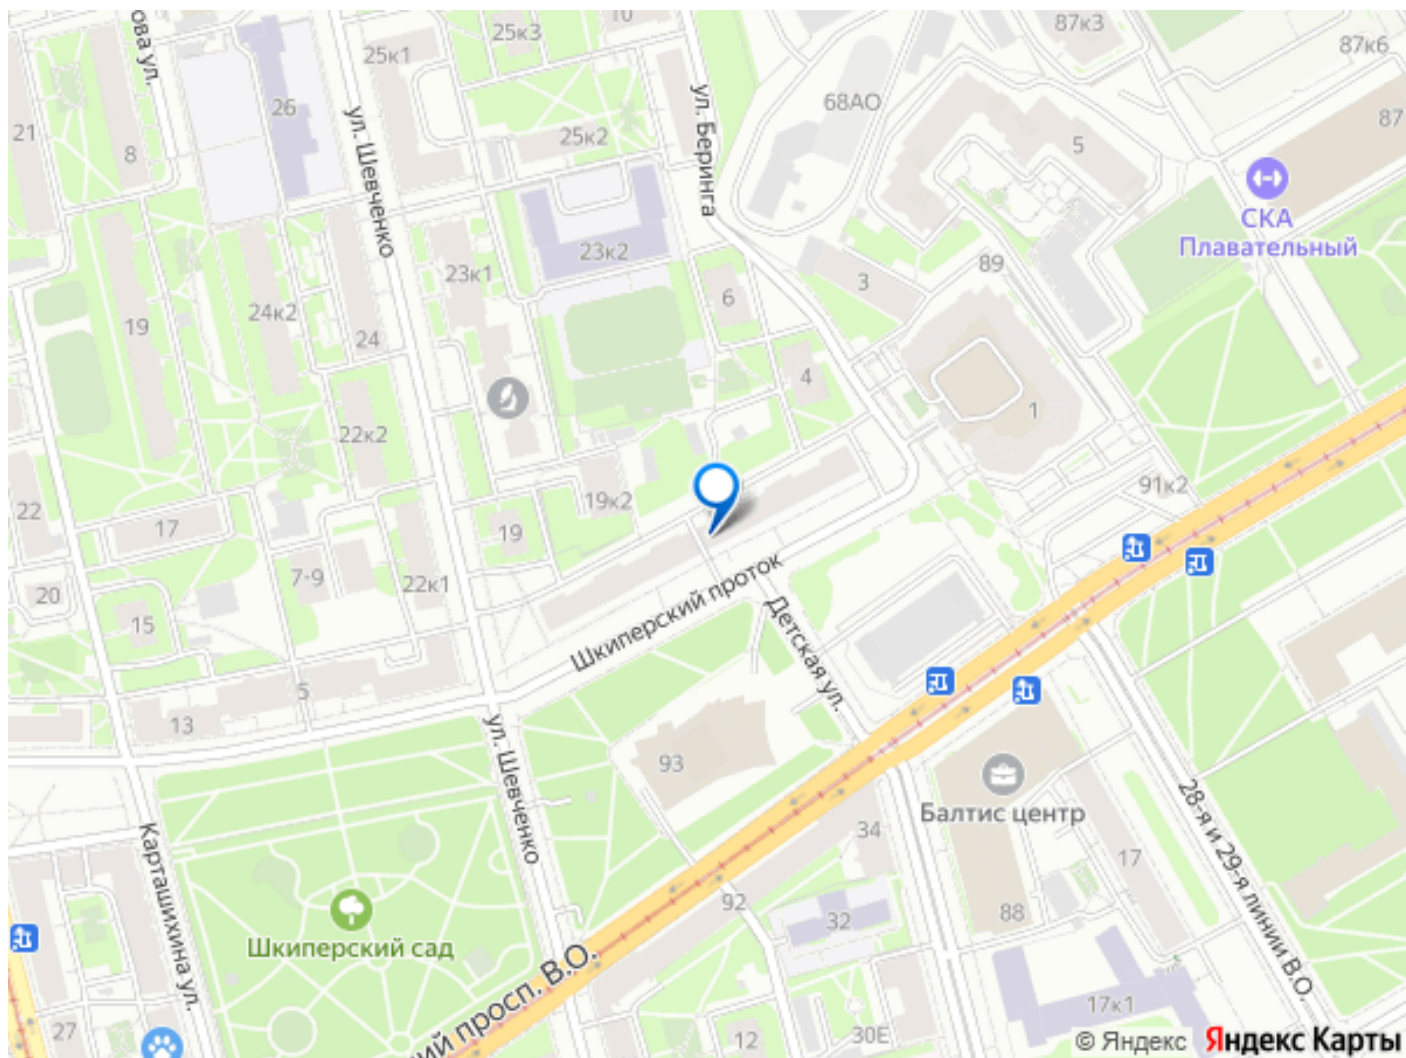 ова ул.
25к1
25к3
10
87к3
87к6
21
8
26
ул. Шевченко
25к2
ул. Беринга
68АО
5
87
СКА
Плавательный
19
24к2
24
23к1
23к2
6
3
89
4
1
22к2
22
17
19
19к2
91к2
20
15
7-9
22к1
5
13
Шкиперский проток
Детская ул.
93
ул. Шевченко
Балтис центр
34
17
28-я и 29-я линии В.О.
Карташихина ул.
Шкиперский сад
92
32
88
17к1
27
ий просп. В.О.
12
30Е
© Яндекс
Яндекс Карты